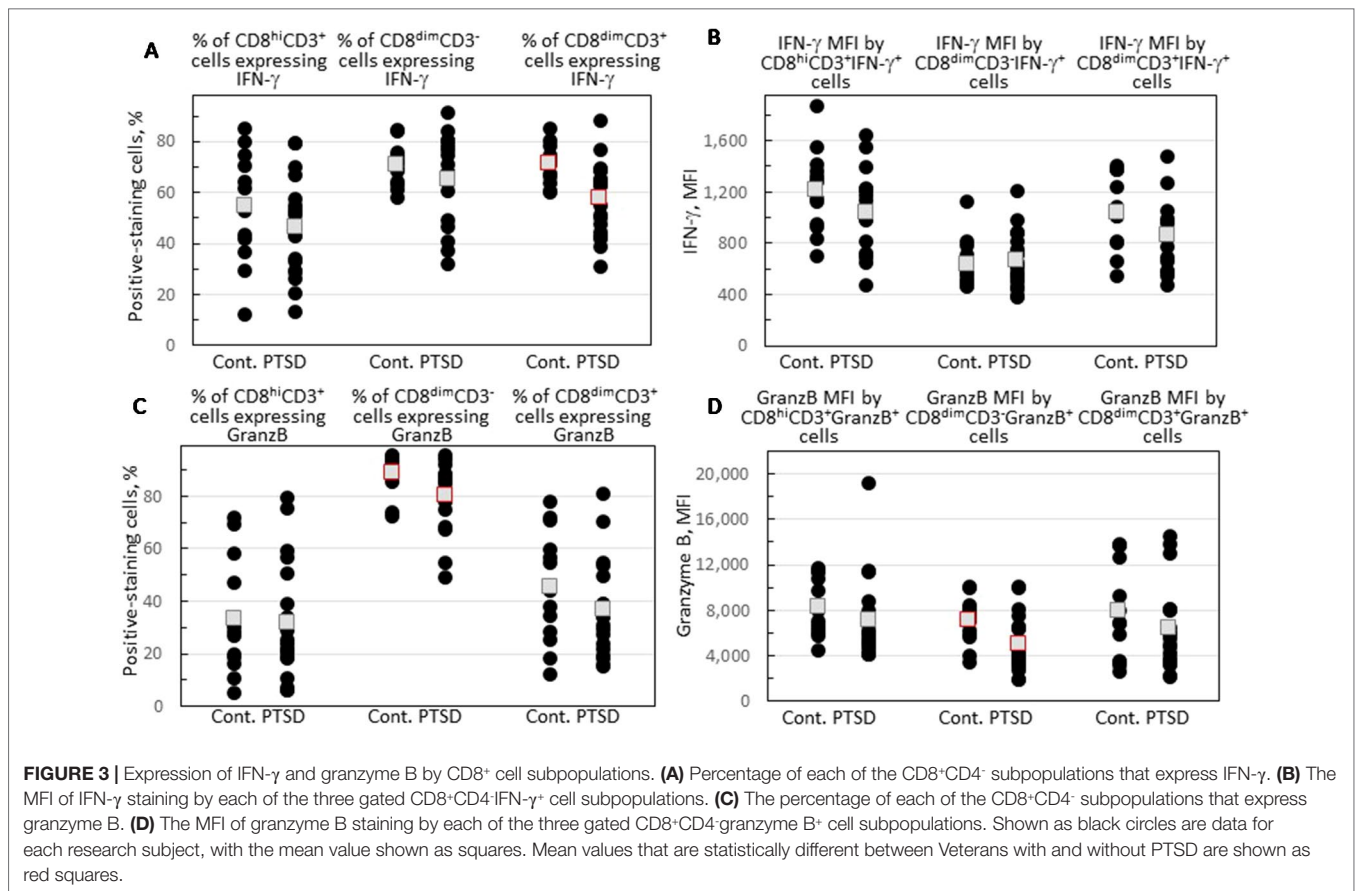 A
% of CD8hiCD3+ cells expressing IFN-γ
% of CD8dimCD3- cells expressing IFN-γ
% of CD8dimCD3+ cells expressing IFN-γ
Positive-staining cells, %
80
60
40
20
0
Cont. PTSD
Cont. PTSD
Cont. PTSD
B
IFN-γ MFI by CD8hiCD3+IFN-γ+ cells
IFN-γ MFI by CD8dimCD3-IFN-γ+ cells
IFN-γ MFI by CD8dimCD3+IFN-γ+ cells
IFN-γ, MFI
1,600
1,200
800
400
0
Cont. PTSD
Cont. PTSD
Cont. PTSD
C
% of CD8hiCD3+ cells expressing GranzB
% of CD8dimCD3- cells expressing GranzB
% of CD8dimCD3+ cells expressing GranzB
Positive-staining cells, %
80
60
40
20
0
Cont. PTSD
Cont. PTSD
Cont. PTSD
D
GranzB MFI by CD8hiCD3+GranzB+ cells
GranzB MFI by CD8dimCD3-GranzB+ cells
GranzB MFI by CD8dimCD3+GranzB+ cells
Granzyme B, MFI
20,000
16,000
12,000
8,000
4,000
0
Cont. PTSD
Cont. PTSD
Cont. PTSD
FIGURE 3 | Expression of IFN-γ and granzyme B by CD8+ cell subpopulations. (A) Percentage of each of the CD8+CD4- subpopulations that express IFN-γ. (B) The
MFI of IFN-γ staining by each of the three gated CD8+CD4-IFN-γ+ cell subpopulations. (C) The percentage of each of the CD8+CD4- subpopulations that express
granzyme B. (D) The MFI of granzyme B staining by each of the three gated CD8+CD4-granzyme B+ cell subpopulations. Shown as black circles are data for
each research subject, with the mean value shown as squares. Mean values that are statistically different between Veterans with and without PTSD are shown as
red squares.